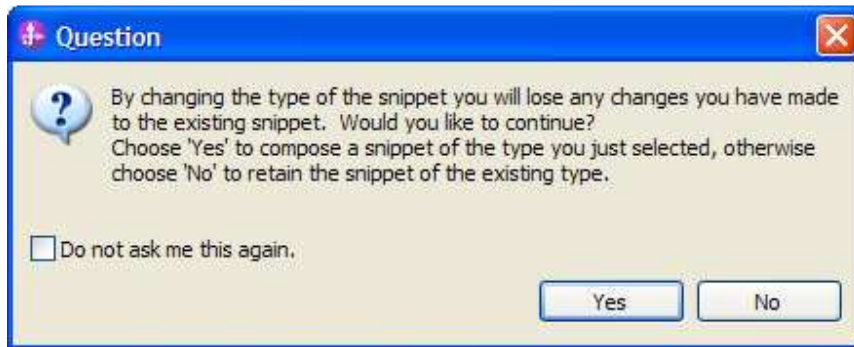 Question
By changing the type of the snippet you will lose any changes you have made
to the existing snippet.  Would you like to continue?
Choose 'Yes' to compose a snippet of the type you just selected, otherwise
choose 'No' to retain the snippet of the existing type.
Do not ask me this again.
Yes
No